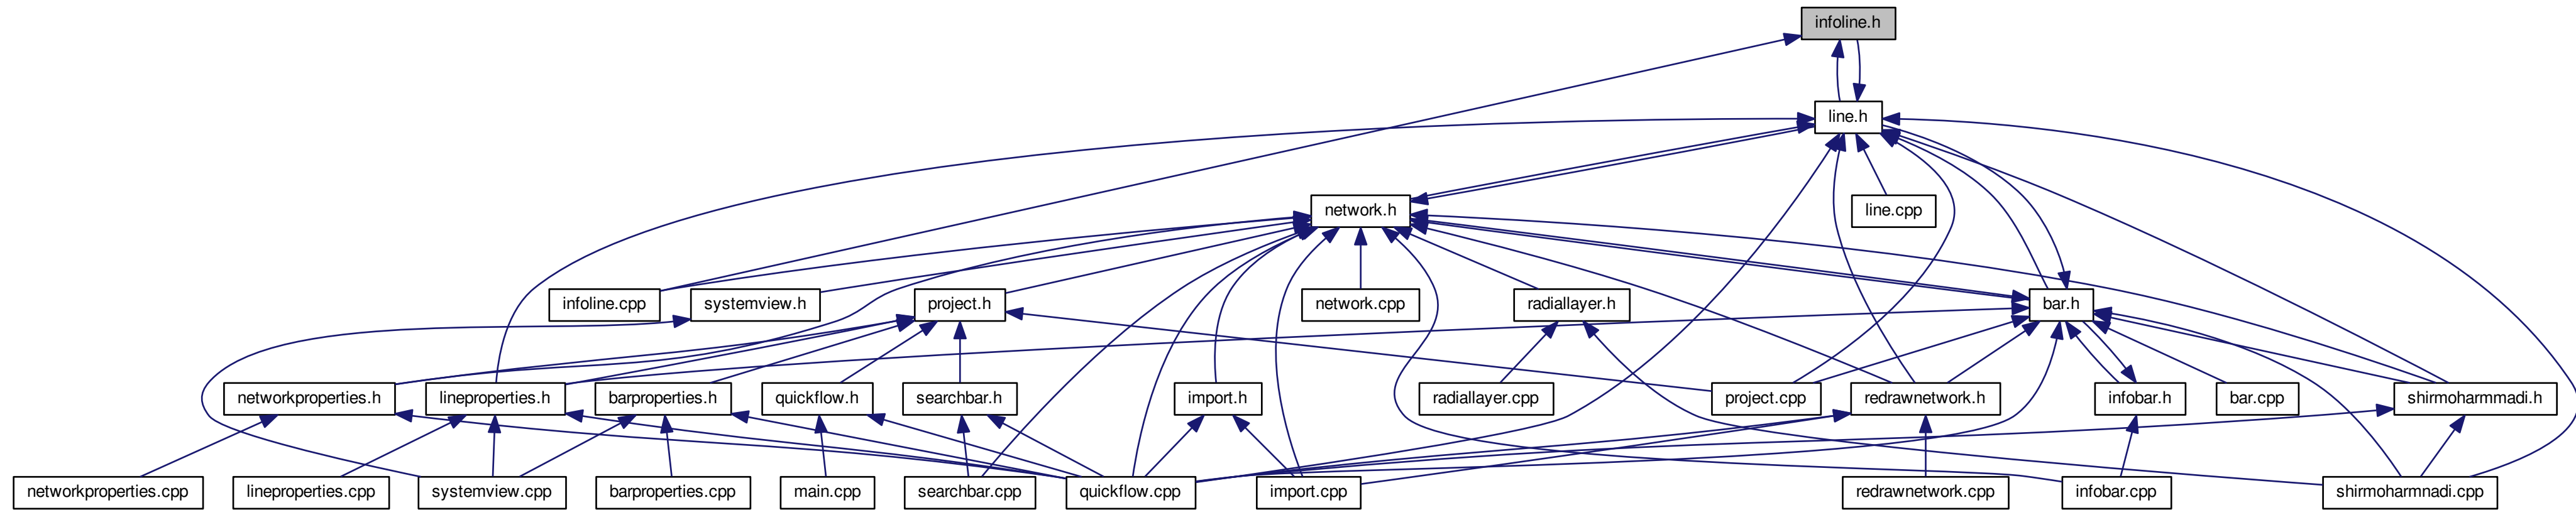 infoline.h
line.h
network.h
line.cpp
infoline.cpp
systemview.h
project.h
network.cpp
radiallayer.h
bar.h
networkproperties.h
lineproperties.h
barproperties.h
quickflow.h
searchbar.h
import.h
radiallayer.cpp
project.cpp
redrawnetwork.h
infobar.h
bar.cpp
shirmoharmmadi.h
networkproperties.cpp
lineproperties.cpp
systemview.cpp
barproperties.cpp
main.cpp
searchbar.cpp
quickflow.cpp
import.cpp
redrawnetwork.cpp
infobar.cpp
shirmoharmnadi.cpp